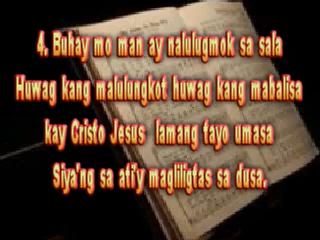 4. Buhay mo man ay nalulugmok sa sala
Huwag kang malulungkot huwag kang mabalisa
kay Cristo Jesus lamang tayo umasa
Siya'ng sa ati'y magliligtas sa dusa.